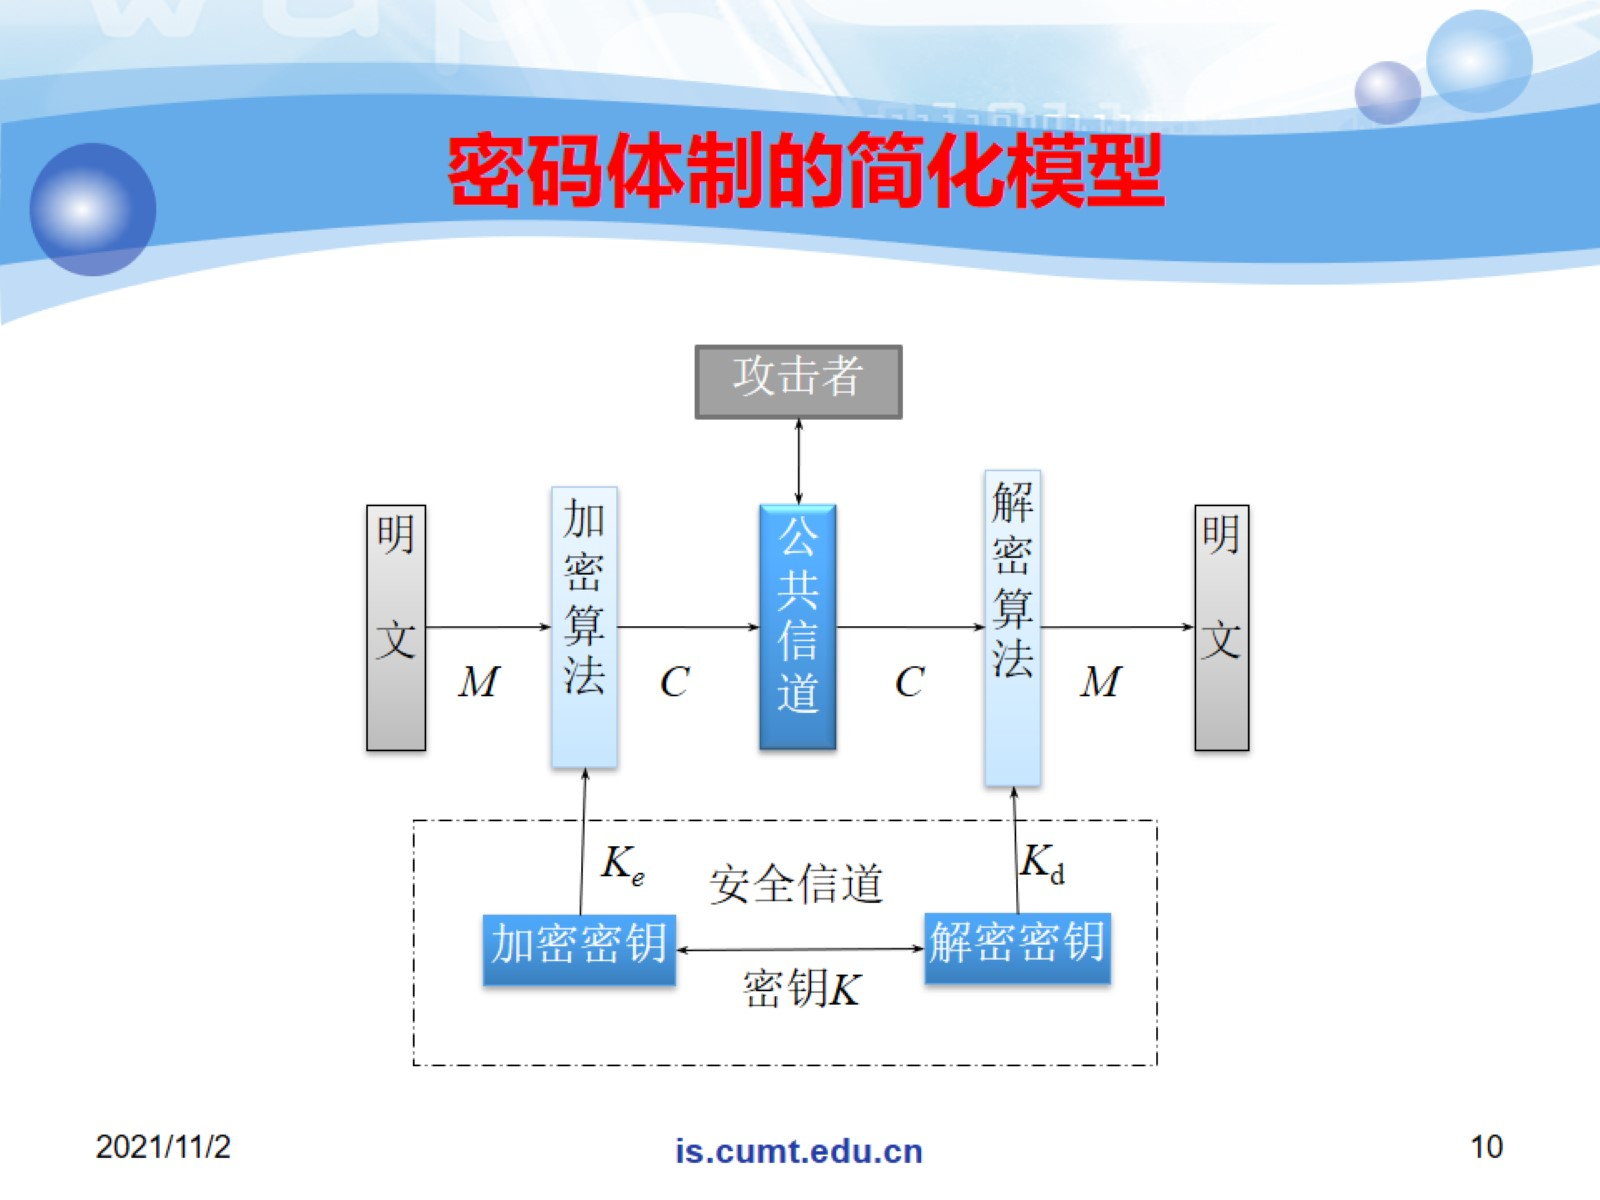 密码体制的简化模型
攻击者
明文
加密算法
公共信道
解密算法
明文
M
C
C
M
Ke
安全信道
Kd
加密密钥
解密密钥
密钥K
2021/11/2
is.cumt.edu.cn
10